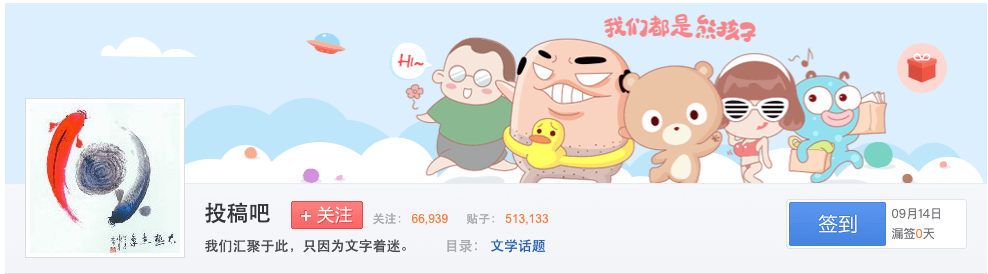 我们都是熊孩子
Hi~
投稿吧 + 关注 关注： 66,939 贴子： 513,133
我们汇聚于此，只因为文字着迷。 目录： 文学话题
签到
09月14日
漏签0天